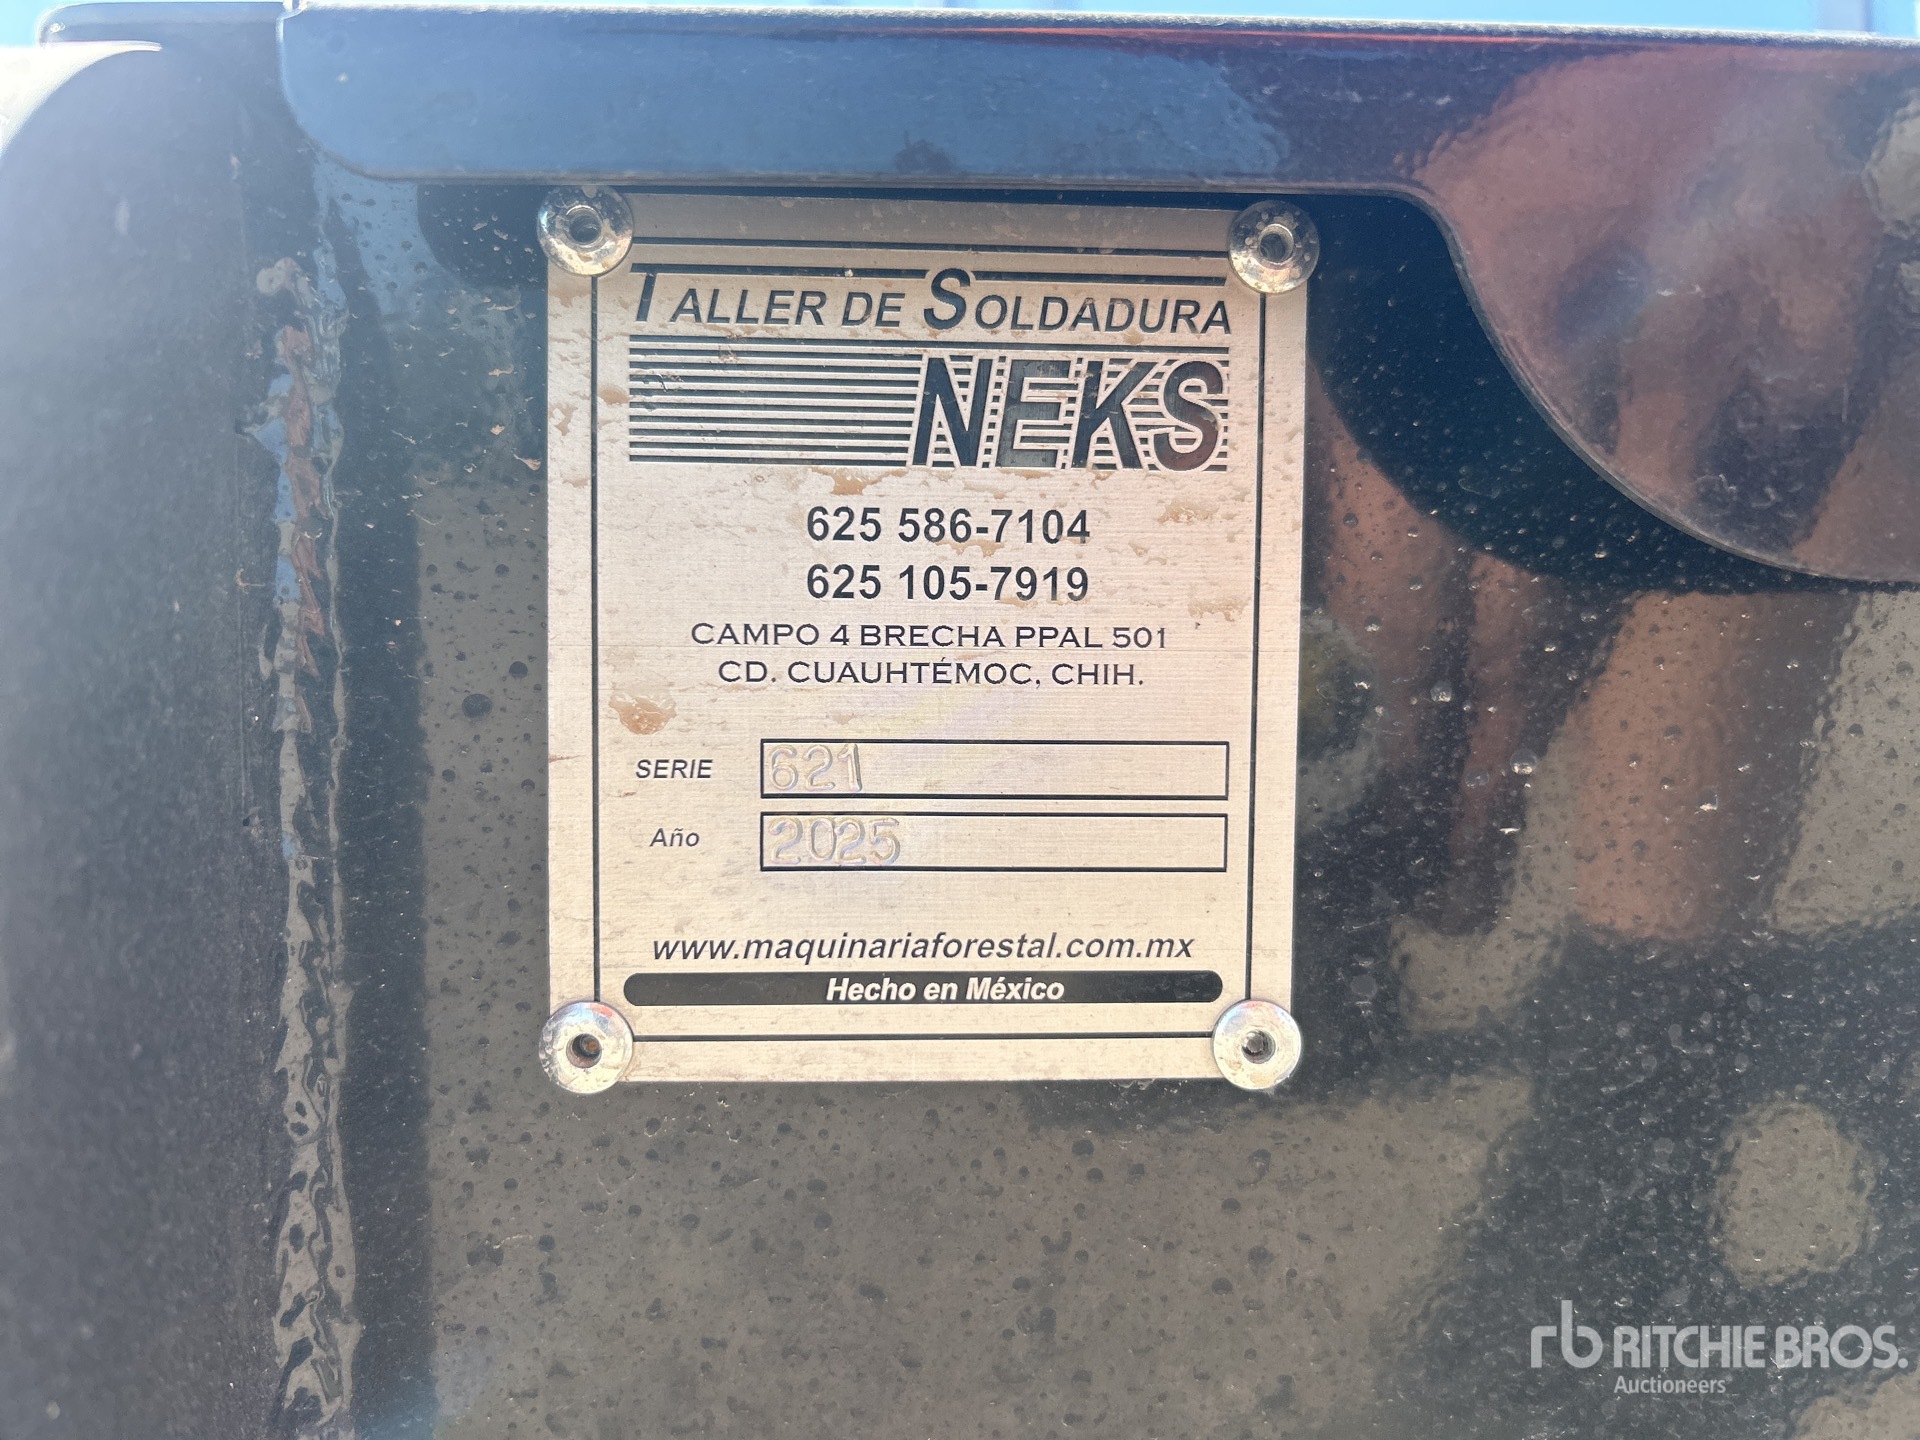 TALLER DE SOLDADURA
NEKS
625 586-7104
625 105-7919
CAMPO 4 BRECHA PPAL 501
CD. CUAUHTÉMOC, CHIH.
SERIE 621
Año 2025
www.maquinariaforestal.com.mx
Hecho en México
rb RITCHIE BROS.
Auctioneers